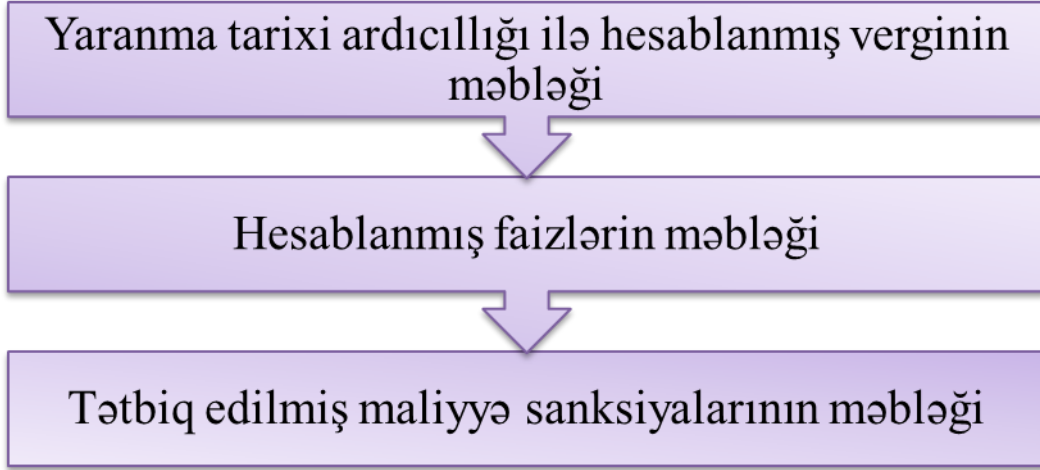 Yaranma tarixi ardıcıllığı ilə hesablanmış verginin
məbləği
Hesablanmış faizlərin məbləği
Tətbiq edilmiş maliyyə sanksiyalarının məbləği